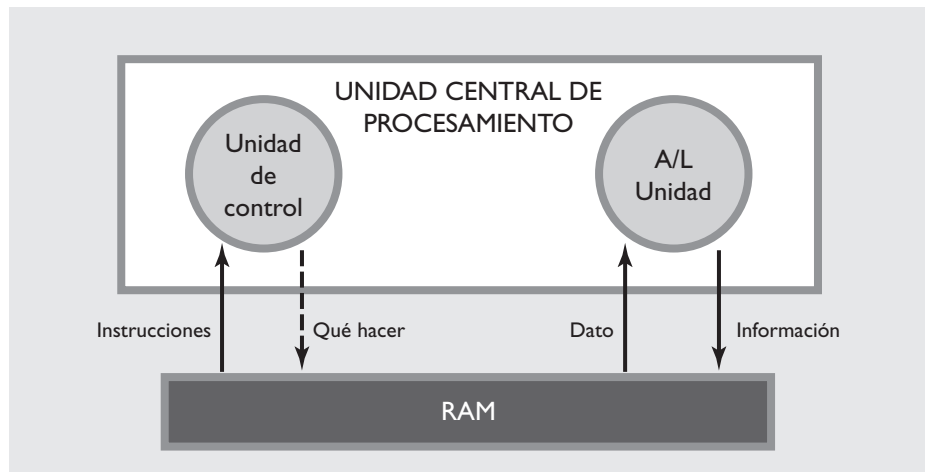 UNIDAD CENTRAL DE
PROCESAMIENTO
Unidad
de
control
A/L
Unidad
Instrucciones
Qué hacer
Dato
Información
RAM